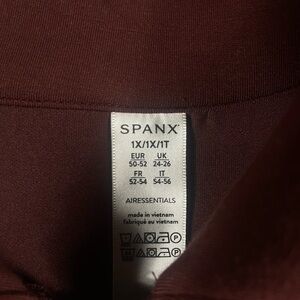 SPANX
1X/1X/1T
EUR UK
50-52 24-26
FR IT
52-54 54-56
AIRESSENTIALS
made in vietnam
fabriqué au vietnam